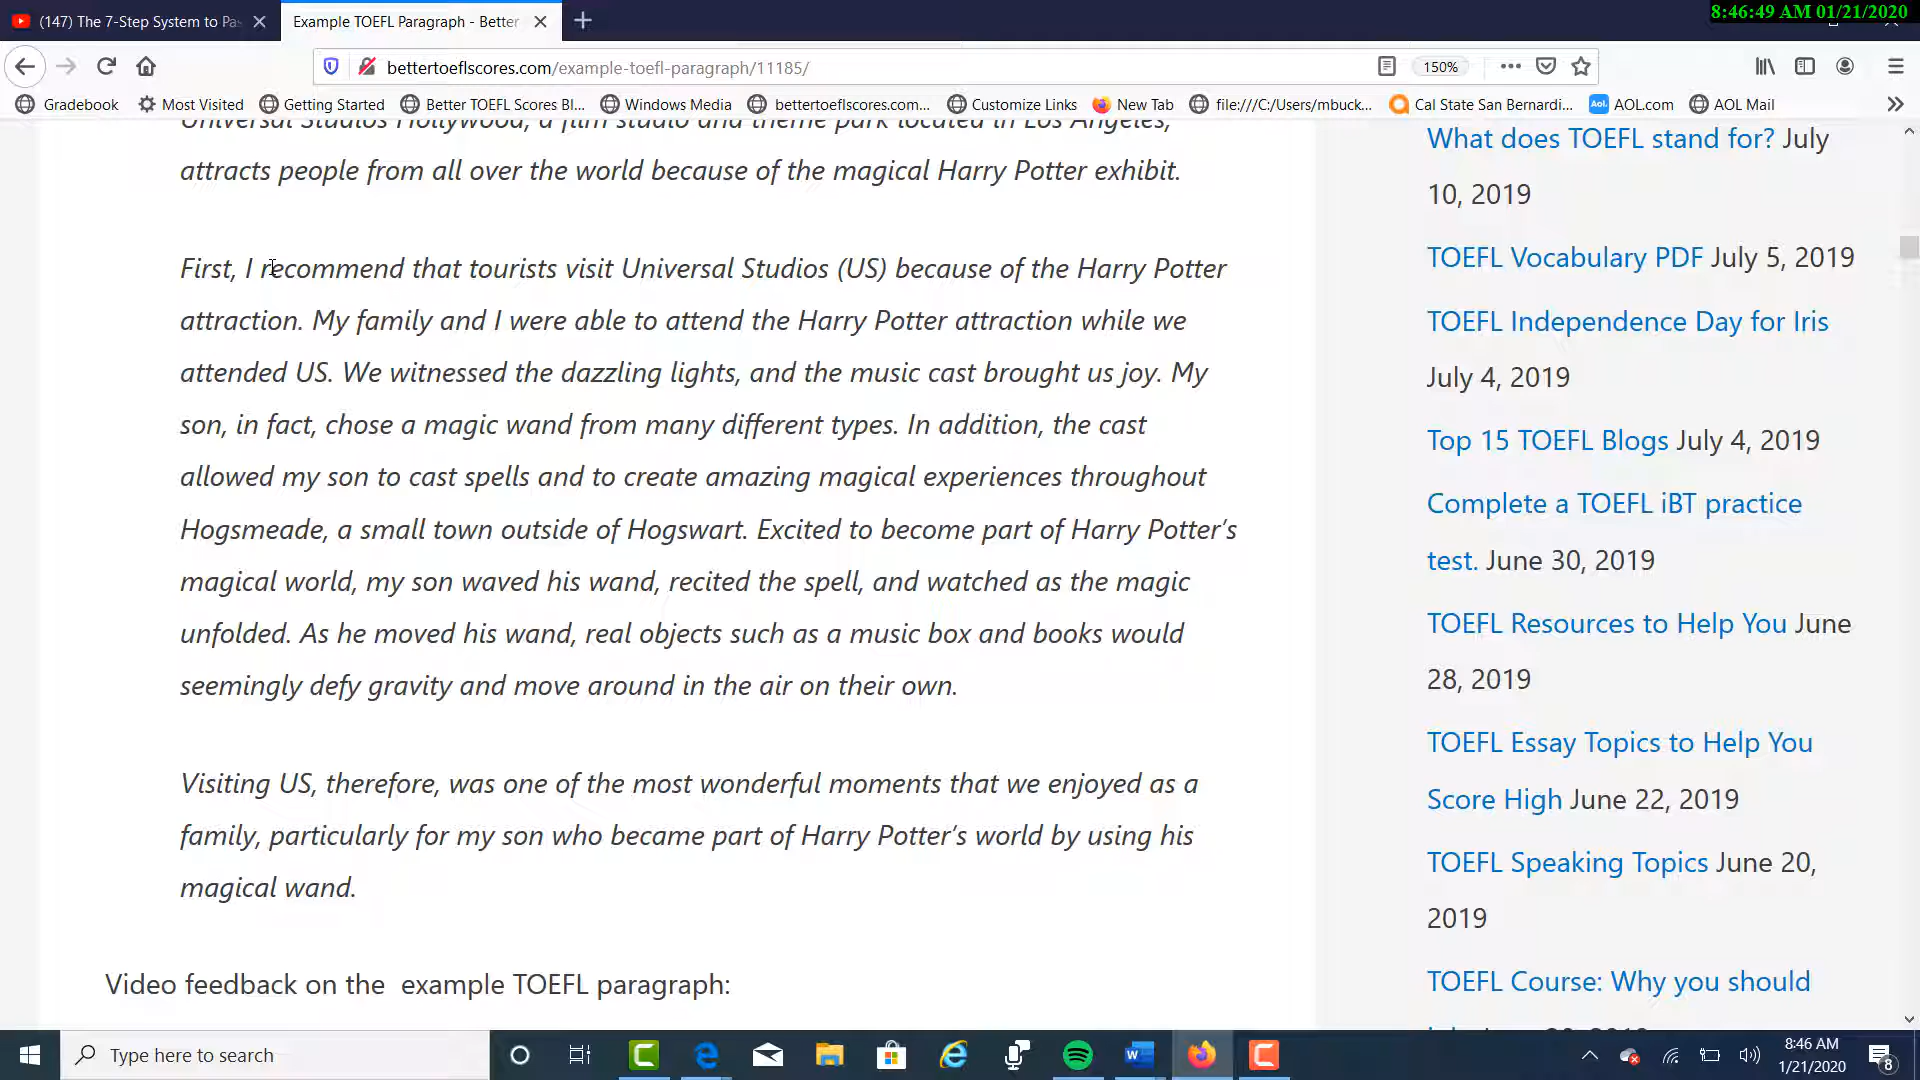 8:46:49 AM 01/21/2020
(147) The 7-Step System to Pas
Example TOEFL Paragraph - Better
bettertoeflscores.com/example-toefl-paragraph/11185/
150%
Gradebook
Most Visited
Getting Started
Better TOEFL Scores Bl...
Windows Media
bettertoeflscores.com...
Customize Links
New Tab
file:///C:/Users/mbuck...
Cal State San Bernardi...
Aol.
AOL.com
AOL Mail
Universal Studios Hollywood, a film studio and theme park located in Los Angeles,
attracts people from all over the world because of the magical Harry Potter exhibit.
First, I recommend that tourists visit Universal Studios (US) because of the Harry Potter
attraction. My family and I were able to attend the Harry Potter attraction while we
attended US. We witnessed the dazzling lights, and the music cast brought us joy. My
son, in fact, chose a magic wand from many different types. In addition, the cast
allowed my son to cast spells and to create amazing magical experiences throughout
Hogsmeade, a small town outside of Hogswart. Excited to become part of Harry Potter's
magical world, my son waved his wand, recited the spell, and watched as the magic
unfolded. As he moved his wand, real objects such as a music box and books would
seemingly defy gravity and move around in the air on their own.
Visiting US, therefore, was one of the most wonderful moments that we enjoyed as a
family, particularly for my son who became part of Harry Potter's world by using his
magical wand.
Video feedback on the example TOEFL paragraph:
What does TOEFL stand for? July
10, 2019
TOEFL Vocabulary PDF July 5, 2019
TOEFL Independence Day for Iris
July 4, 2019
Top 15 TOEFL Blogs July 4, 2019
Complete a TOEFL iBT practice
test. June 30, 2019
TOEFL Resources to Help You June
28, 2019
TOEFL Essay Topics to Help You
Score High June 22, 2019
TOEFL Speaking Topics June 20,
2019
TOEFL Course: Why you should
Type here to search
8:46 AM
1/21/2020
8